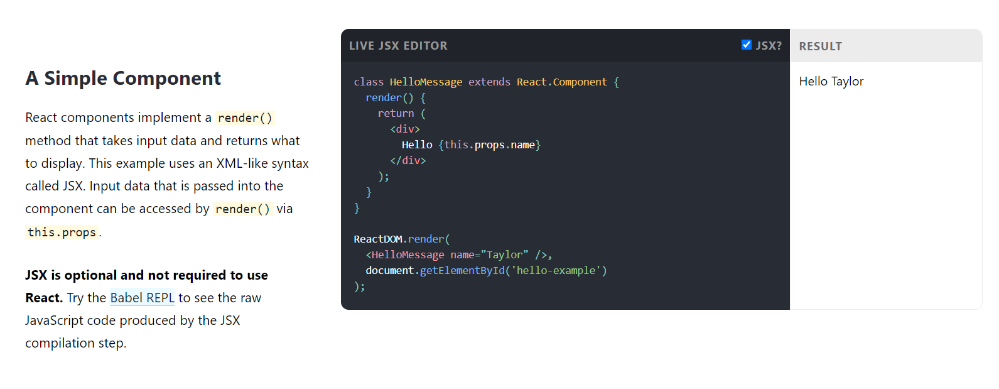 A Simple Component
React components implement a render()
method that takes input data and returns what
to display. This example uses an XML-like syntax
called JSX. Input data that is passed into the
component can be accessed by render() via
this.props.
JSX is optional and not required to use
React. Try the Babel REPL to see the raw
JavaScript code produced by the JSX
compilation step.
LIVE JSX EDITOR
JSX?
class HelloMessage extends React.Component {
  render() {
    return (
      <div>
        Hello {this.props.name}
      </div>
    );
  }
}
ReactDOM.render(
  <HelloMessage name="Taylor" />,
  document.getElementById('hello-example')
);
RESULT
Hello Taylor